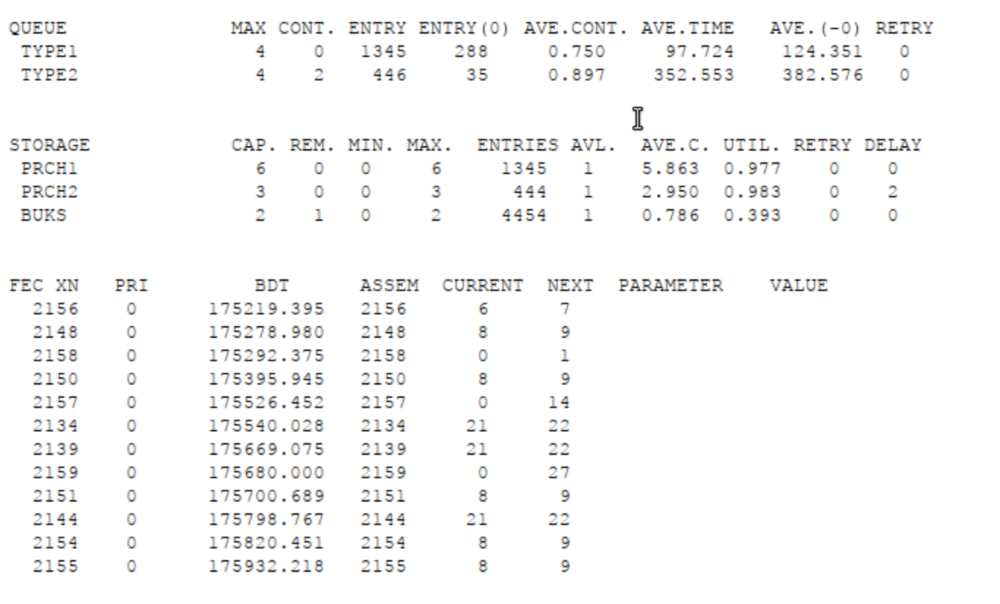 QUEUE MAX CONT. ENTRY ENTRY(0) AVE.CONT. AVE.TIME AVE.(-0) RETRY
TYPE1 4 0 1345 288 0.750 97.724 124.351 0
TYPE2 4 2 446 35 0.897 352.553 382.576 0
STORAGE CAP. REM. MIN. MAX. ENTRIES AVL. AVE.C. UTIL. RETRY DELAY
PRCH1 6 0 0 6 1345 1 5.863 0.977 0 0
PRCH2 3 0 0 3 444 1 2.950 0.983 0 2
BUKS 2 1 0 2 4454 1 0.786 0.393 0 0
FEC XN PRI BDT ASSEM CURRENT NEXT PARAMETER VALUE
2156 0 175219.395 2156 6 7
2148 0 175278.980 2148 8 9
2158 0 175292.375 2158 0 1
2150 0 175395.945 2150 8 9
2157 0 175526.452 2157 0 14
2134 0 175540.028 2134 21 22
2139 0 175669.075 2139 21 22
2159 0 175680.000 2159 0 27
2151 0 175700.689 2151 8 9
2144 0 175798.767 2144 21 22
2154 0 175820.451 2154 8 9
2155 0 175932.218 2155 8 9